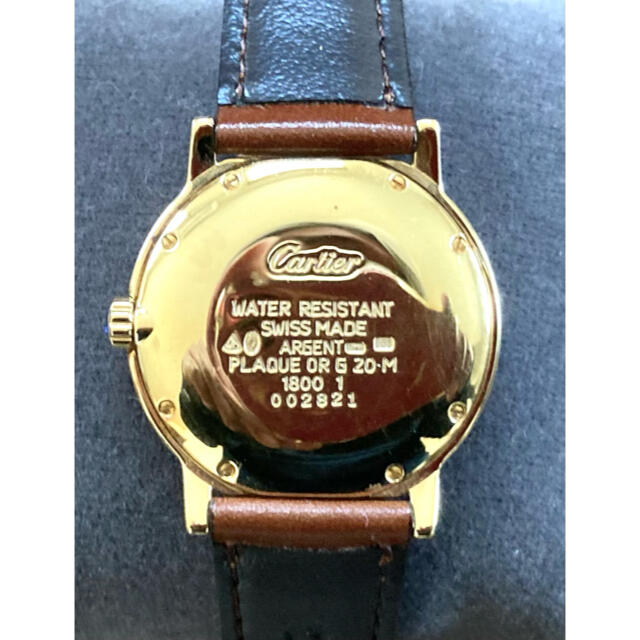 Cartier
WATER RESISTANT
SWISS MADE
ARGENT
PLAQUE OR G 20·M
1800 1
002821